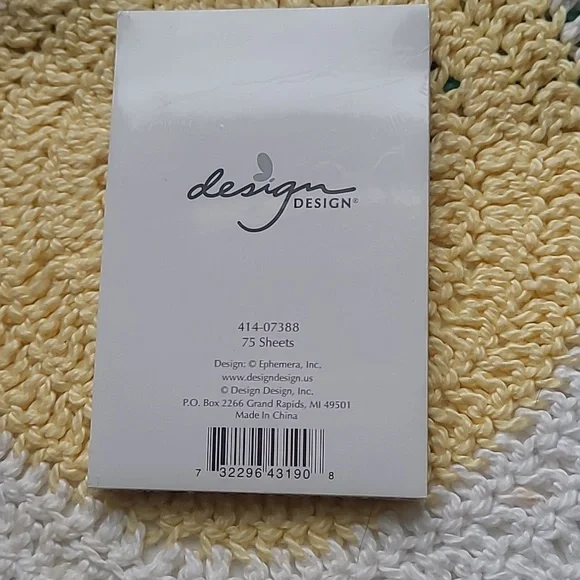 design
DESIGN®
414-07388
75 Sheets
Design: © Ephemera, Inc.
www.designdesign.us
© Design Design, Inc.
P.O. Box 2266 Grand Rapids, MI 49501
Made In China
7 32296 43190 8